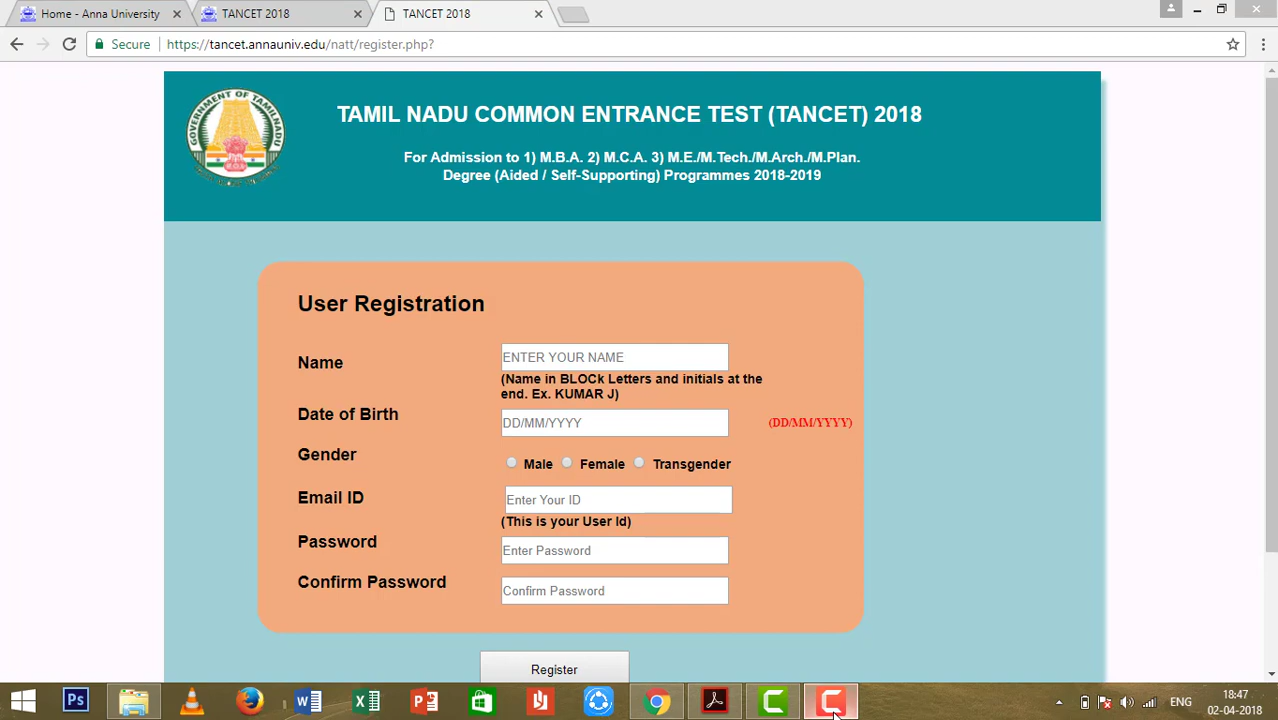 Home - Anna University
TANCET 2018
TANCET 2018
Secure
https://tancet.annauniv.edu/natt/register.php?
GOVERNMENT OF TAMILNADU
TAMIL NADU COMMON ENTRANCE TEST (TANCET) 2018
For Admission to 1) M.B.A. 2) M.C.A. 3) M.E./M.Tech./M.Arch./M.Plan.
Degree (Aided / Self-Supporting) Programmes 2018-2019
User Registration
Name
ENTER YOUR NAME
(Name in BLOCk Letters and initials at the
end. Ex. KUMAR J)
Date of Birth
DD/MM/YYYY
(DD/MM/YYYY)
Gender
Male Female Transgender
Email ID
Enter Your ID
(This is your User Id)
Password
Enter Password
Confirm Password
Confirm Password
Register
Ps
ENG
18:47
02-04-2018